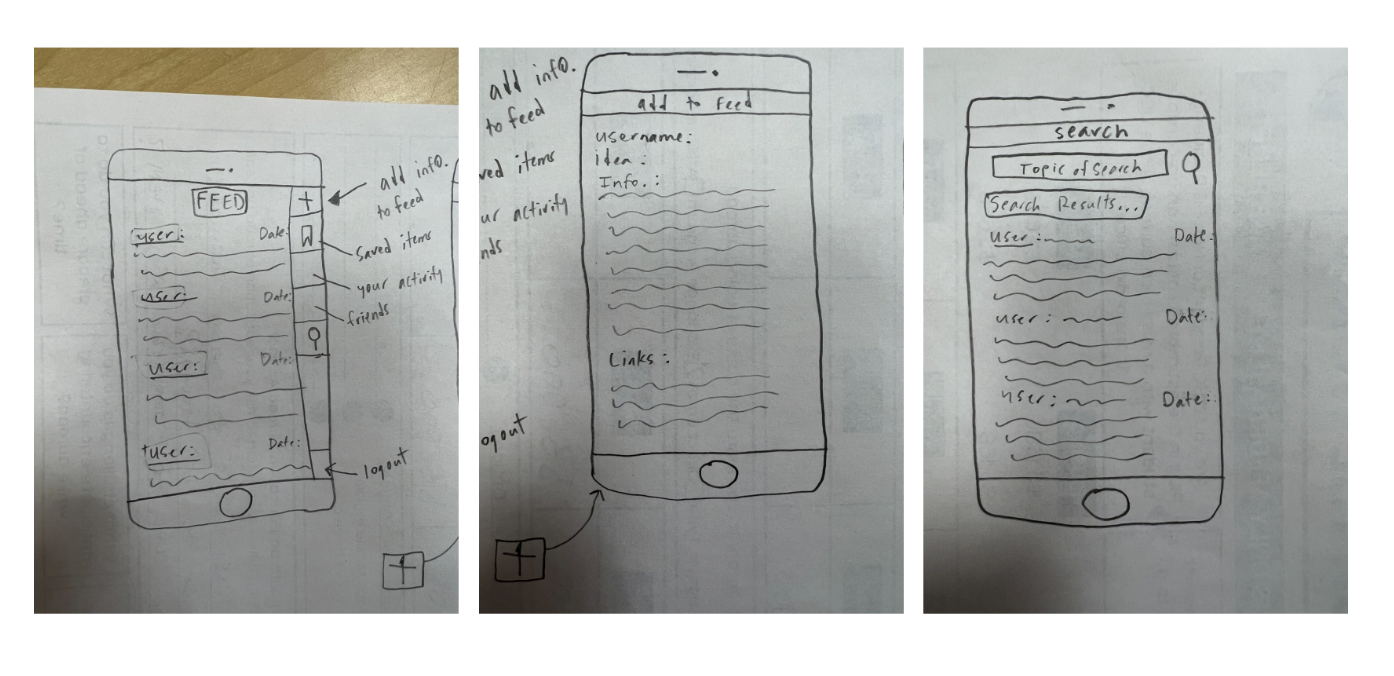 FEED
user:
Date:
user:
Date:
user:
Date:
user:
Date:
add info.
to feed
saved items
your activity
friends
logout
add info.
to feed
ved items
ur activity
nds
ogout
add to Feed
username:
idea:
Info.:
Links:
search
Topic of Search
Search Results...
user:
Date:
user:
Date:
user:
Date: